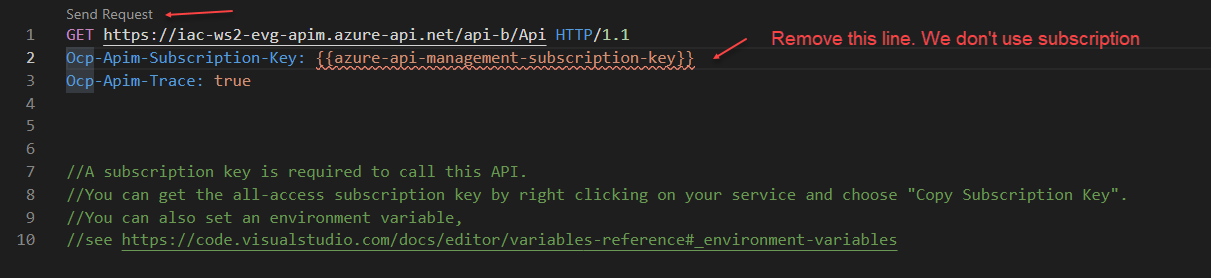 Send Request
1 GET https://iac-ws2-evg-apim.azure-api.net/api-b/Api HTTP/1.1
Remove this line. We don't use subscription
2 Ocp-Apim-Subscription-Key: {{azure-api-management-subscription-key}}
3 Ocp-Apim-Trace: true
4
5
6
7 //A subscription key is required to call this API.
8 //You can get the all-access subscription key by right clicking on your service and choose "Copy Subscription Key".
9 //You can also set an environment variable,
10 //see https://code.visualstudio.com/docs/editor/variables-reference#_environment-variables